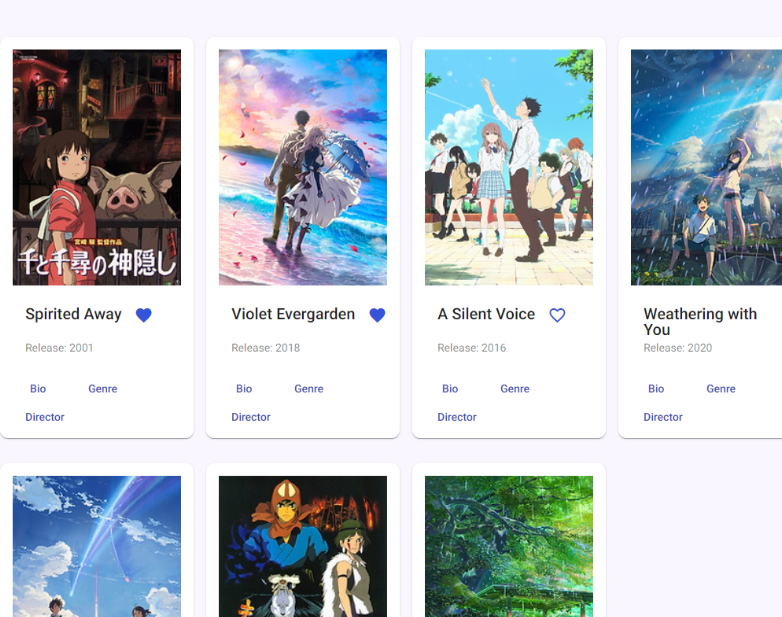 宮崎 駿 監督作品
千と千尋の神隠し
Spirited Away
Release: 2001
Bio
Genre
Director
Violet Evergarden
Release: 2018
Bio
Genre
Director
A Silent Voice
Release: 2016
Bio
Genre
Director
Weathering with
You
Release: 2020
Bio
Genre
Director